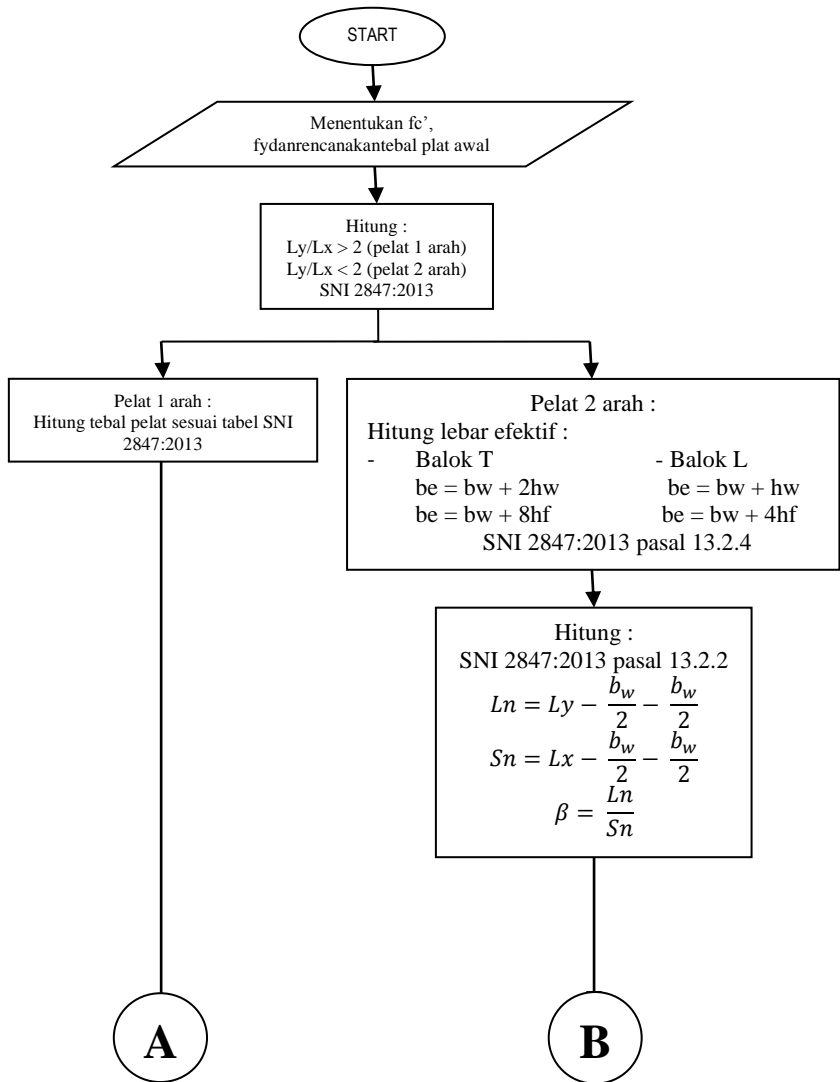 START
Menentukan fc’,
fydanrencanakantebal plat awal
Hitung :
Ly/Lx > 2 (pelat 1 arah)
Ly/Lx < 2 (pelat 2 arah)
SNI 2847:2013
Pelat 1 arah :
Hitung tebal pelat sesuai tabel SNI
2847:2013
Pelat 2 arah :
Hitung lebar efektif :
- Balok T - Balok L
be = bw + 2hw be = bw + hw
be = bw + 8hf be = bw + 4hf
SNI 2847:2013 pasal 13.2.4
Hitung :
SNI 2847:2013 pasal 13.2.2
Ln = Ly − b_w/2 − b_w/2
Sn = Lx − b_w/2 − b_w/2
β = Ln/Sn
A
B